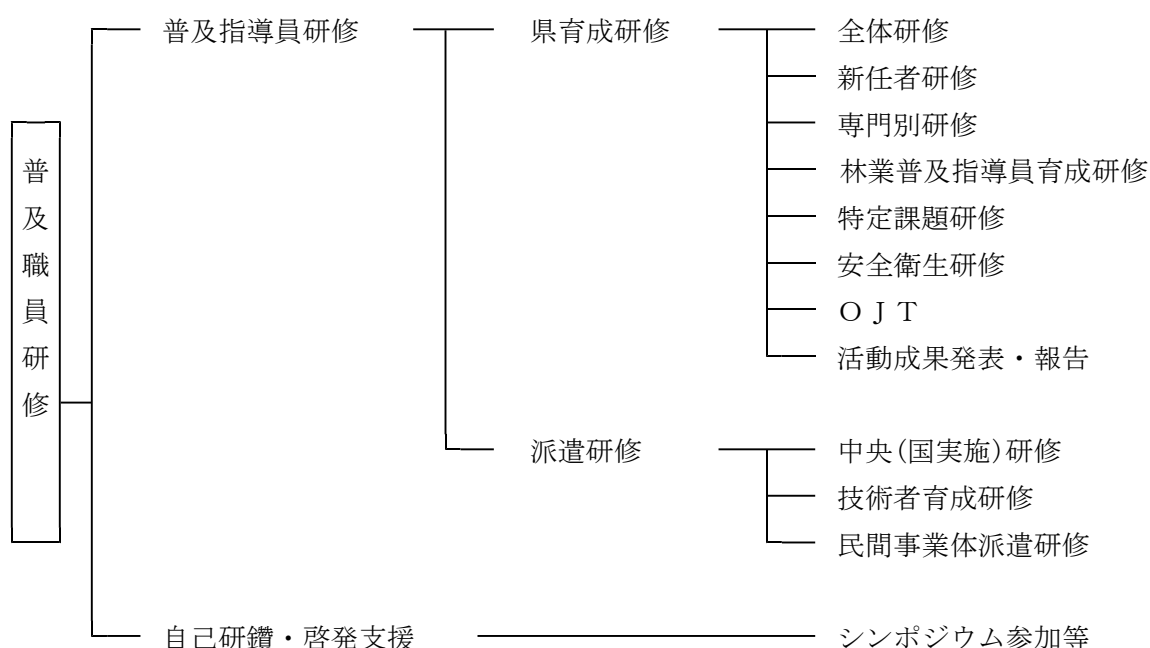 普及職員研修
普及指導員研修
県育成研修
全体研修
新任者研修
専門別研修
林業普及指導員育成研修
特定課題研修
安全衛生研修
ＯＪＴ
活動成果発表・報告
派遣研修
中央(国実施)研修
技術者育成研修
民間事業体派遣研修
自己研鑽・啓発支援
シンポジウム参加等